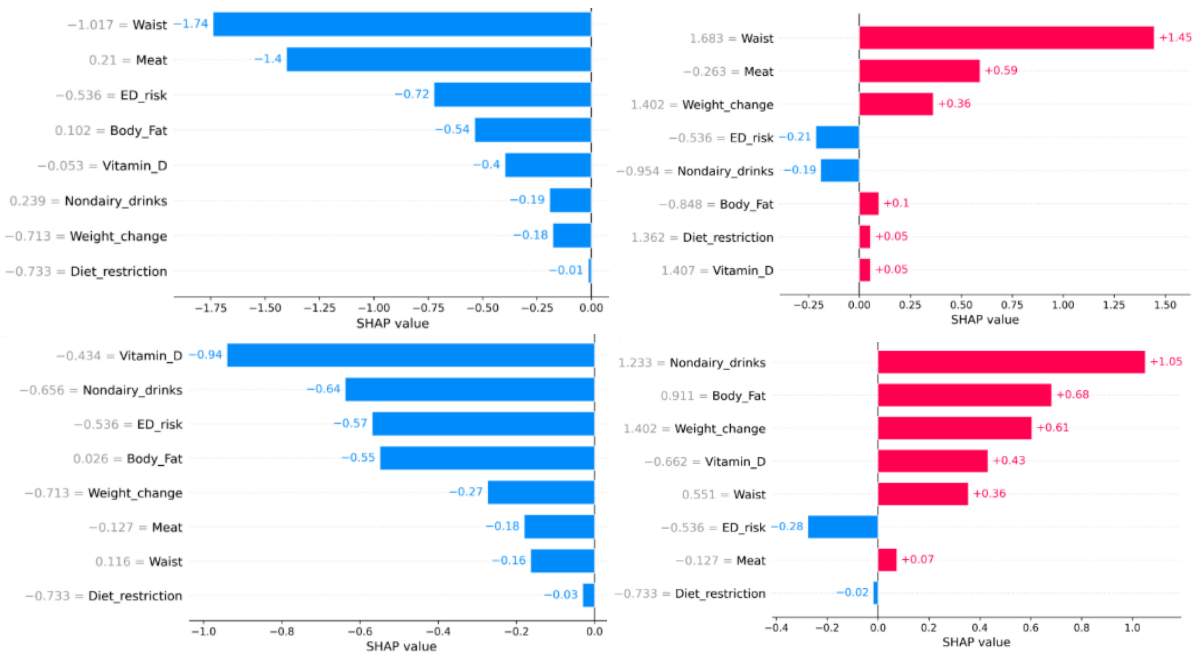 −1.017 = Waist −1.74
0.21 = Meat −1.4
−0.536 = ED_risk −0.72
0.102 = Body_Fat −0.54
−0.053 = Vitamin_D −0.4
0.239 = Nondairy_drinks −0.19
−0.713 = Weight_change −0.18
−0.733 = Diet_restriction −0.01
−1.75 −1.50 −1.25 −1.00 −0.75 −0.50 −0.25 0.00
SHAP value
1.683 = Waist +1.45
−0.263 = Meat +0.59
1.402 = Weight_change +0.36
−0.536 = ED_risk −0.21
−0.954 = Nondairy_drinks −0.19
−0.848 = Body_Fat +0.1
1.362 = Diet_restriction +0.05
1.407 = Vitamin_D +0.05
−0.25 0.00 0.25 0.50 0.75 1.00 1.25 1.50
SHAP value
−0.434 = Vitamin_D −0.94
−0.656 = Nondairy_drinks −0.64
−0.536 = ED_risk −0.57
0.026 = Body_Fat −0.55
−0.713 = Weight_change −0.27
−0.127 = Meat −0.18
0.116 = Waist −0.16
−0.733 = Diet_restriction −0.03
−1.0 −0.8 −0.6 −0.4 −0.2 0.0
SHAP value
1.233 = Nondairy_drinks +1.05
0.911 = Body_Fat +0.68
1.402 = Weight_change +0.61
−0.662 = Vitamin_D +0.43
0.551 = Waist +0.36
−0.536 = ED_risk −0.28
−0.127 = Meat +0.07
−0.733 = Diet_restriction −0.02
−0.4 −0.2 0.0 0.2 0.4 0.6 0.8 1.0
SHAP value